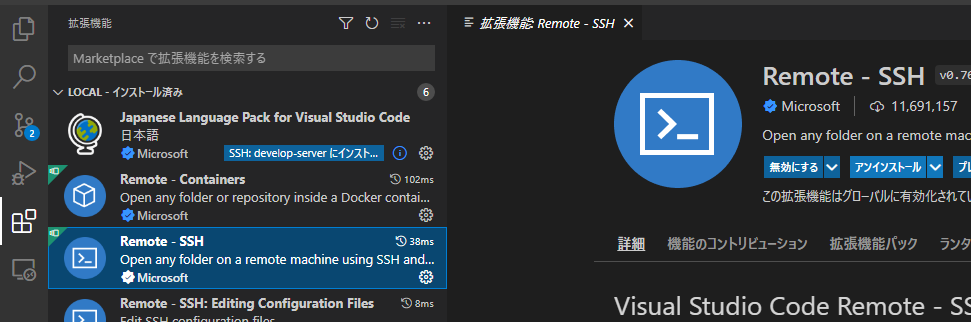 拡張機能
Marketplace で拡張機能を検索する
LOCAL - インストール済み
6
Japanese Language Pack for Visual Studio Code
日本語
Microsoft
SSH: develop-server にインスト...
Remote - Containers
102ms
Open any folder or repository inside a Docker contai...
Microsoft
Remote - SSH
38ms
Open any folder on a remote machine using SSH and...
Microsoft
Remote - SSH: Editing Configuration Files
8ms
Edit SSH configuration files
2
拡張機能: Remote - SSH
Remote - SSH
v0.76
Microsoft
11,691,157
Open any folder on a remote mac
無効にする
アンインストール
プレ
この拡張機能はグローバルに有効化されてい
詳細
機能のコントリビューション
拡張機能パック
ランタ
Visual Studio Code Remote - SS